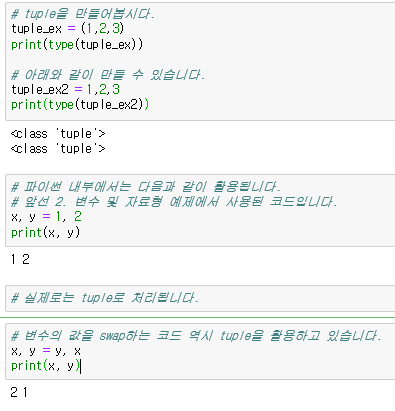 # tuple을 만들어봅시다.
tuple_ex = (1,2,3)
print(type(tuple_ex))
# 아래와 같이 만들 수 있습니다.
tuple_ex2 = 1,2,3
print(type(tuple_ex2))
<class 'tuple'>
<class 'tuple'>
# 파이썬 내부에서는 다음과 같이 활용됩니다.
# 앞선 2. 변수 및 자료형 예제에서 사용된 코드입니다.
x, y = 1, 2
print(x, y)
1 2
# 실제로는 tuple로 처리됩니다.
# 변수의 값을 swap하는 코드 역시 tuple을 활용하고 있습니다.
x, y = y, x
print(x, y)
2 1